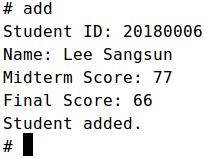 # add
Student ID: 20180006
Name: Lee Sangsun
Midterm Score: 77
Final Score: 66
Student added.
#